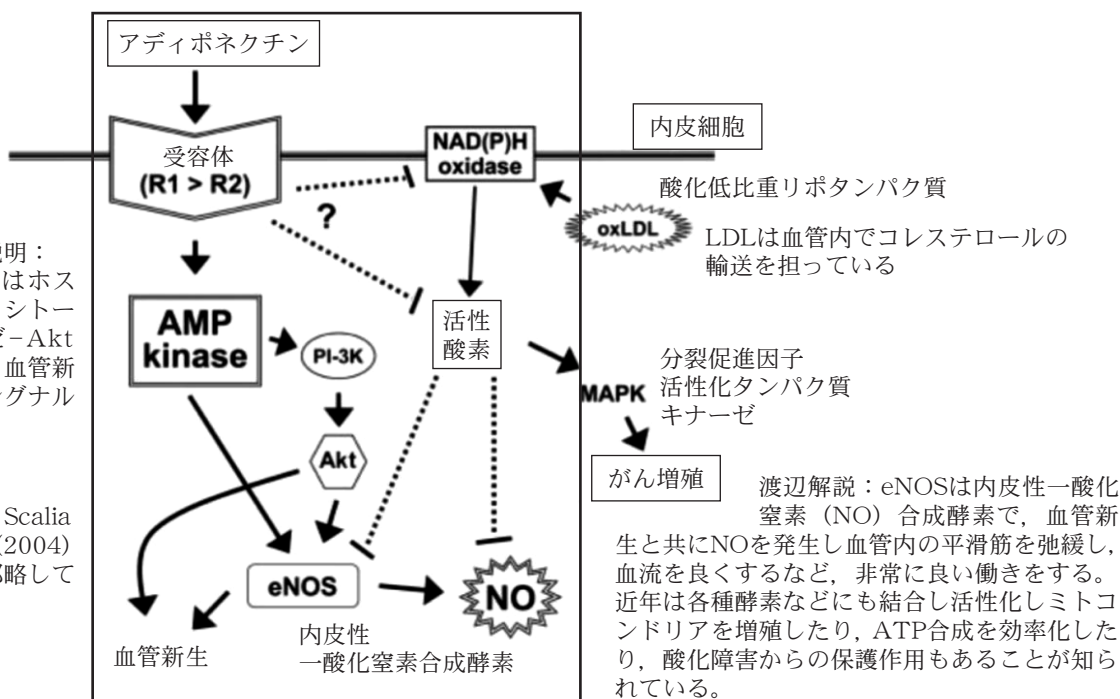 アディポネクチン
受容体
(R1 > R2)
NAD(P)H
oxidase
内皮細胞
酸化低比重リポタンパク質
oxLDL
LDLは血管内でコレステロールの
輸送を担っている
?
明：
はホス
シトー
ゼ－Akt
血管新
グナル
AMP
kinase
PI-3K
活性
酸素
MAPK
分裂促進因子
活性化タンパク質
キナーゼ
Akt
がん増殖
Scalia
(2004)
略して
eNOS
NO
血管新生
内皮性
一酸化窒素合成酵素
渡辺解説：eNOSは内皮性一酸化
窒素（NO）合成酵素で，血管新
生と共にNOを発生し血管内の平滑筋を弛緩し，
血流を良くするなど，非常に良い働きをする。
近年は各種酵素などにも結合し活性化しミトコ
ンドリアを増殖したり，ATP合成を効率化した
り，酸化障害からの保護作用もあることが知ら
れている。